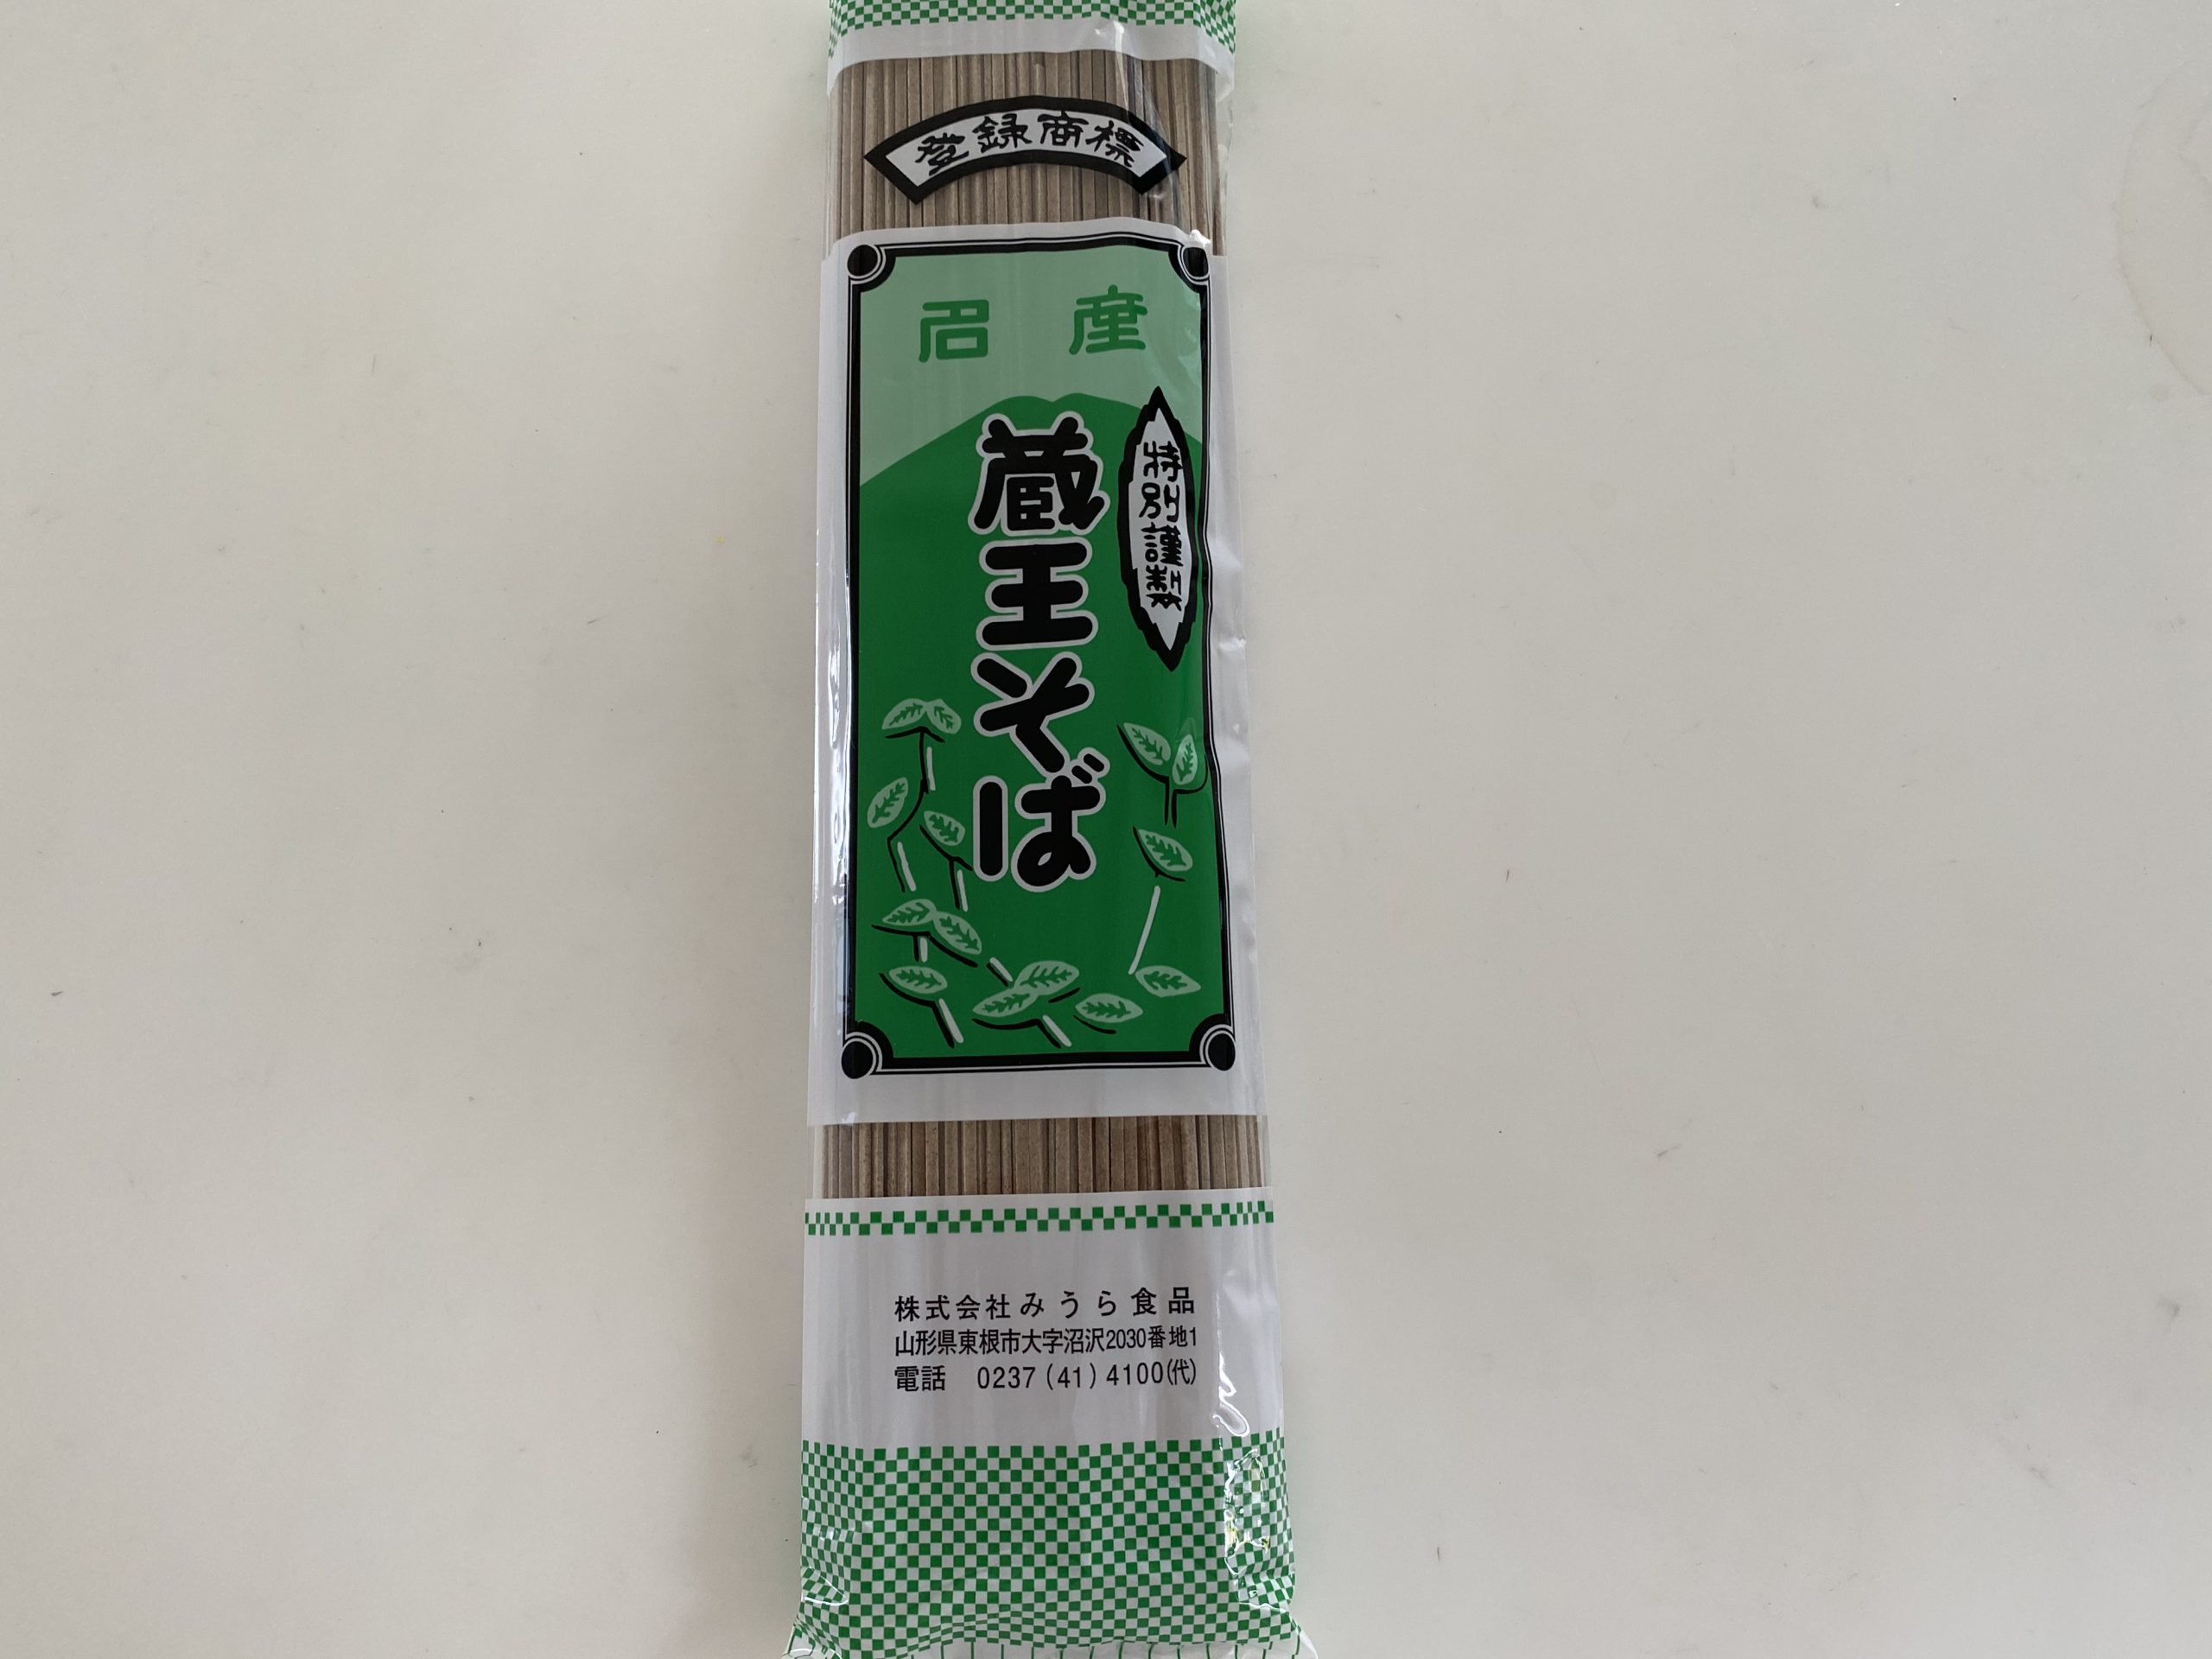 登録商標
名産
特別謹製
蔵王そば
株式会社みうら食品
山形県東根市大字沼沢2030番地1
電話 0237(41)4100(代)